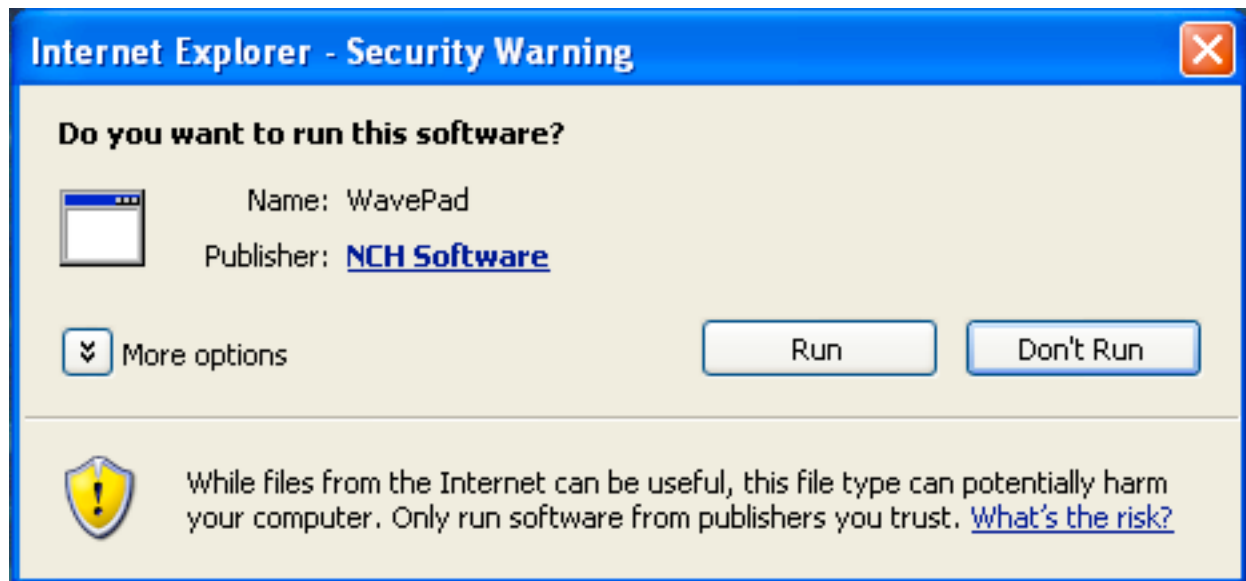 Internet Explorer - Security Warning
Do you want to run this software?
Name: WavePad
Publisher: NCH Software
More options
Run
Don't Run
While files from the Internet can be useful, this file type can potentially harm
your computer. Only run software from publishers you trust. What's the risk?